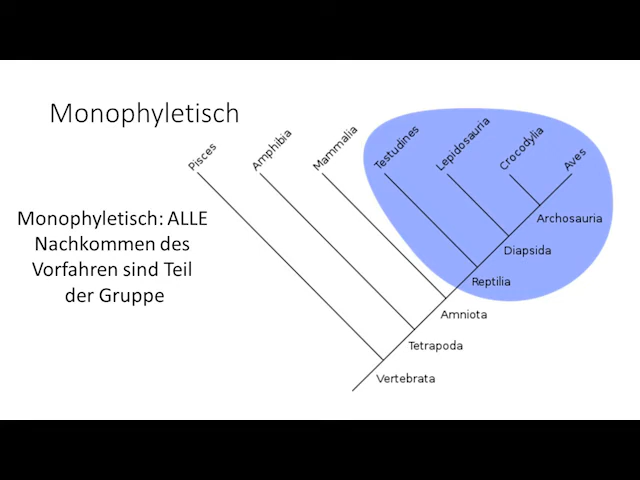 Monophyletisch
Monophyletisch: ALLE
Nachkommen des
Vorfahren sind Teil
der Gruppe
Pisces
Amphibia
Mammalia
Testudines
Lepidosauria
Crocodylia
Aves
Archosauria
Diapsida
Reptilia
Amniota
Tetrapoda
Vertebrata